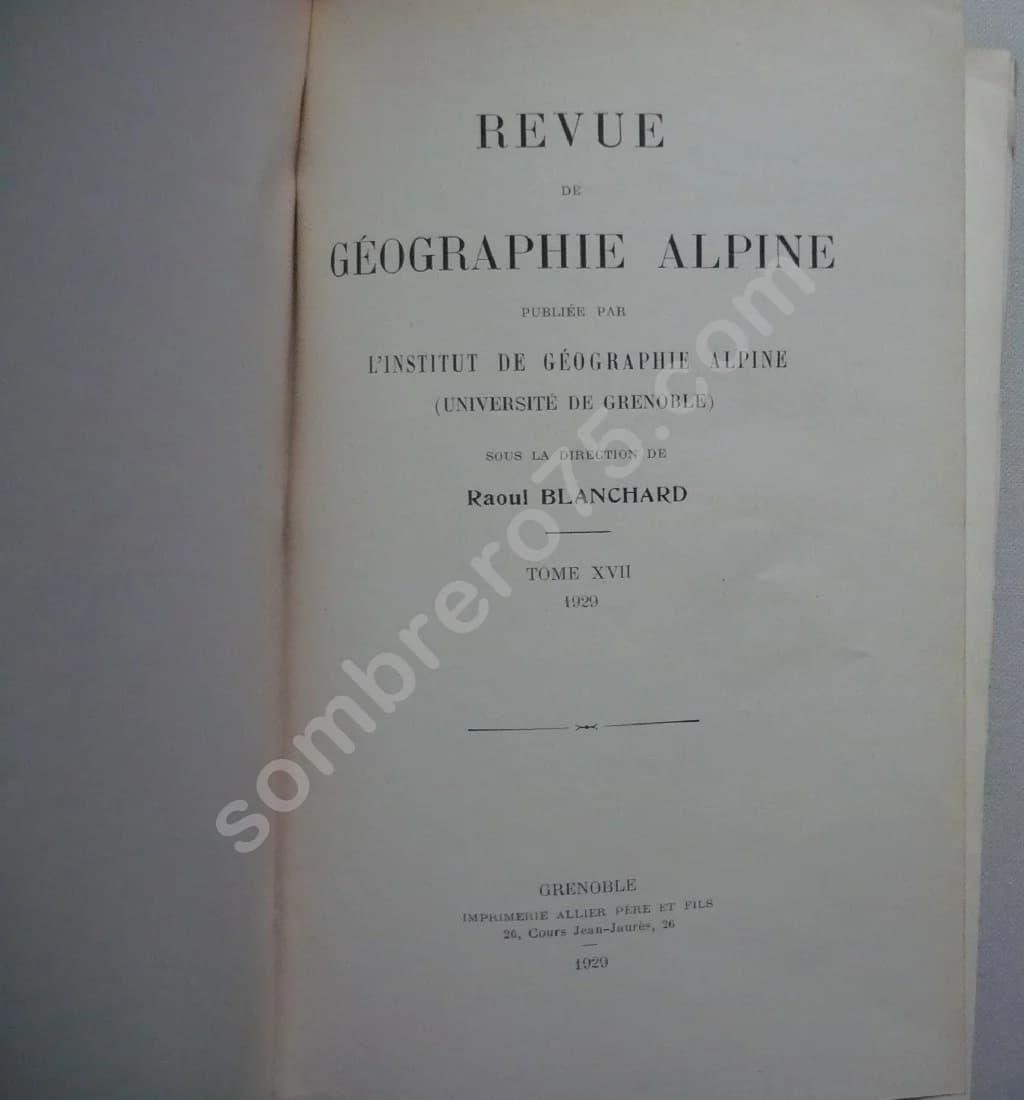 REVUE
DE
GÉOGRAPHIE ALPINE
PUBLIÉE PAR
L'INSTITUT DE GÉOGRAPHIE ALPINE
(UNIVERSITÉ DE GRENOBLE)
SOUS LA DIRECTION DE
Raoul BLANCHARD
TOME XVII
1929
GRENOBLE
IMPRIMERIE ALLIER PÈRE ET FILS
26, Cours Jean-Jaurès, 26
1929
sombrero75.com